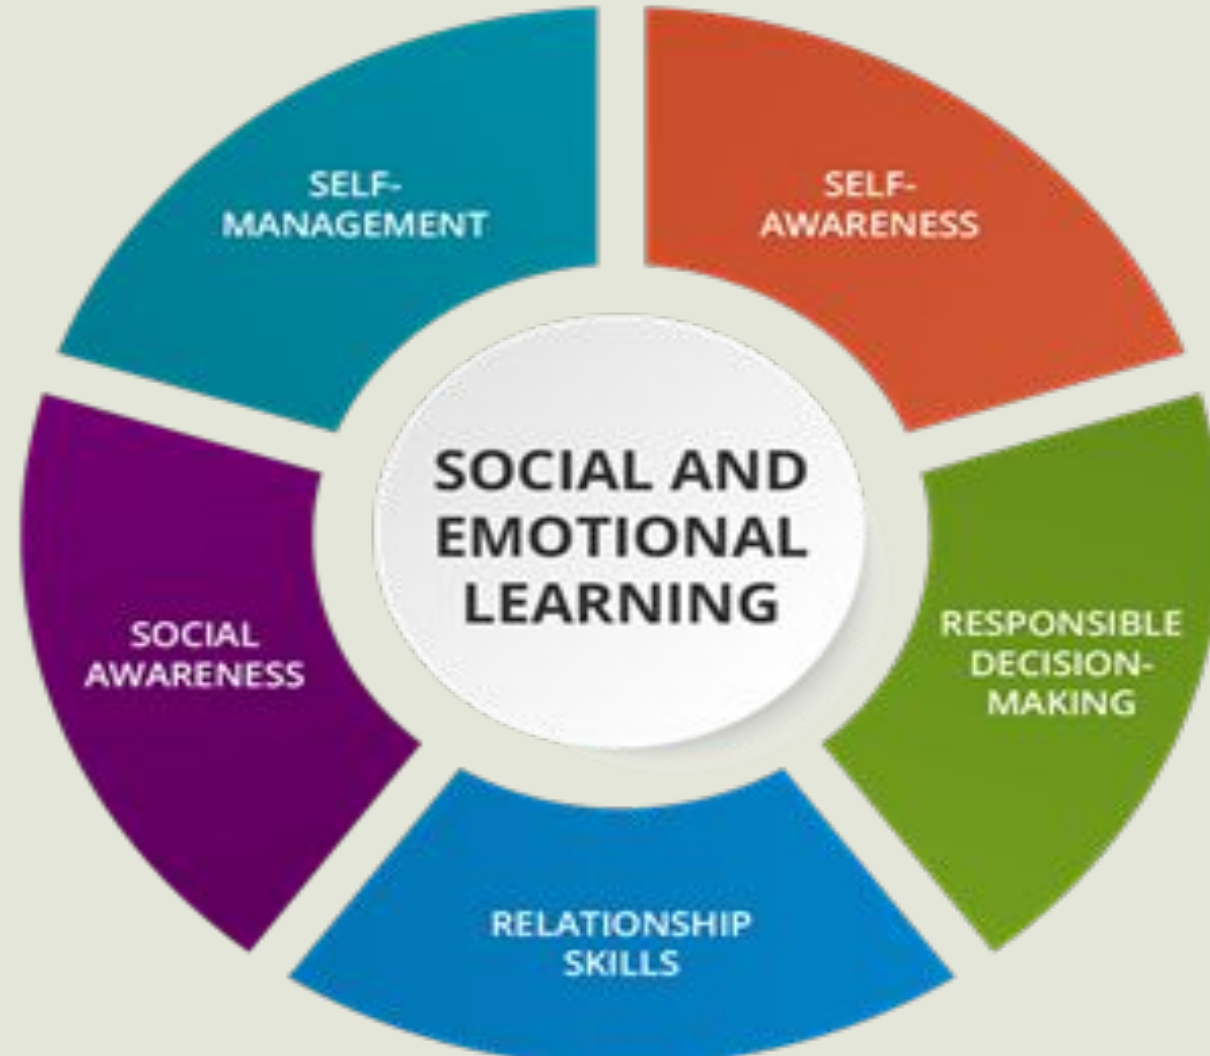 SELF-
MANAGEMENT
SELF-
AWARENESS
SOCIAL AND
EMOTIONAL
LEARNING
SOCIAL
AWARENESS
RESPONSIBLE
DECISION-
MAKING
RELATIONSHIP
SKILLS